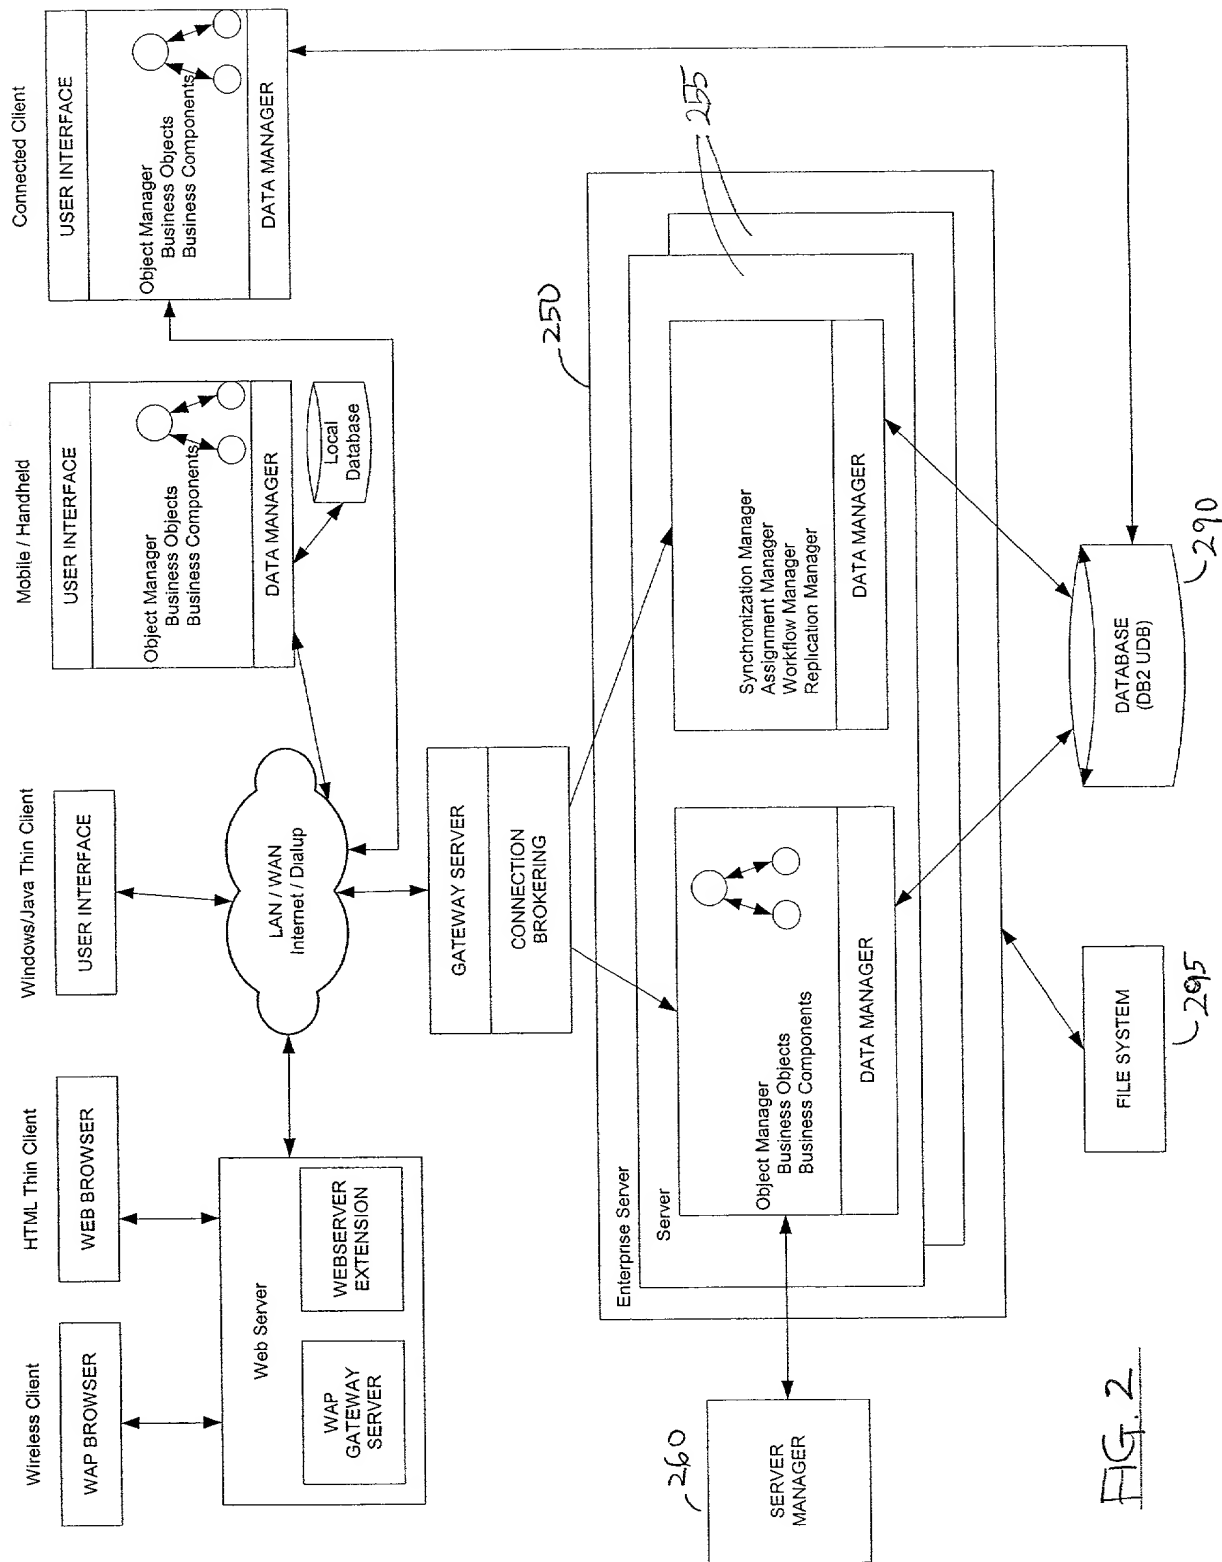 Wireless Client
HTML Thin Client
Windows/Java Thin Client
Mobile / Handheld
Connected Client
WAP BROWSER
WEB BROWSER
USER INTERFACE
USER INTERFACE
Object Manager
Business Objects
Business Components
DATA MANAGER
Local
Database
USER INTERFACE
Object Manager
Business Objects
Business Components
DATA MANAGER
Web Server
WAP
GATEWAY
SERVER
WEBSERVER
EXTENSION
LAN / WAN
Internet / Dialup
GATEWAY SERVER
CONNECTION
BROKERING
250
255
Enterprise Server
Server
Object Manager
Business Objects
Business Components
DATA MANAGER
Synchronization Manager
Assignment Manager
Workflow Manager
Replication Manager
DATA MANAGER
260
SERVER
MANAGER
FILE SYSTEM
295
DATABASE
(DB2 UDB)
290
FIG. 2